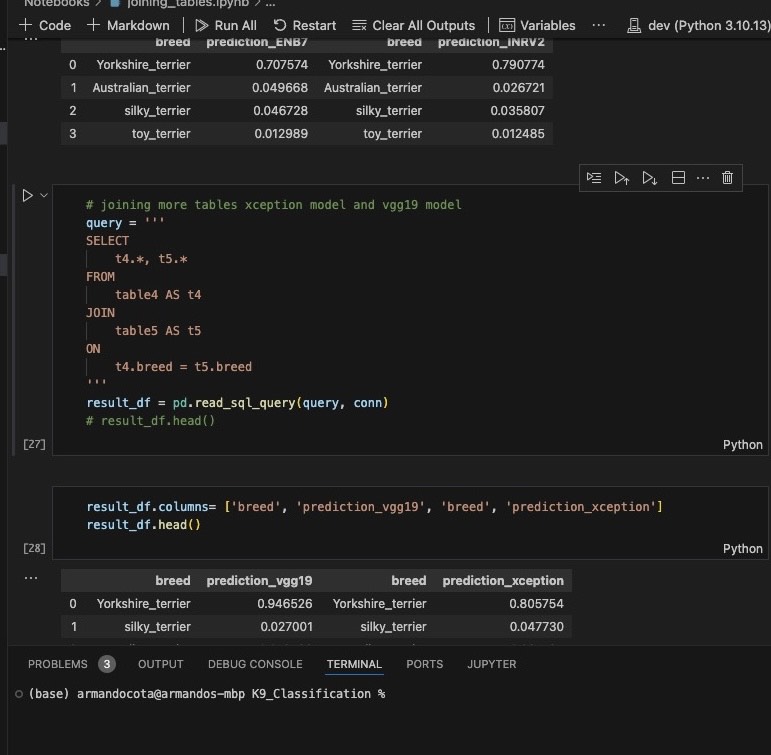 Notebooks > joining_tables.ipynb > ...
+ Code + Markdown Run All Restart Clear All Outputs Variables ... dev (Python 3.10.13)
breed prediction_ENB7 breed prediction_INRV2
0 Yorkshire_terrier 0.707574 Yorkshire_terrier 0.790774
1 Australian_terrier 0.049668 Australian_terrier 0.026721
2 silky_terrier 0.046728 silky_terrier 0.035807
3 toy_terrier 0.012989 toy_terrier 0.012485
# joining more tables xception model and vgg19 model
query = '''
SELECT
t4.*, t5.*
FROM
table4 AS t4
JOIN
table5 AS t5
ON
t4.breed = t5.breed
'''
result_df = pd.read_sql_query(query, conn)
# result_df.head()
[27]
Python
result_df.columns= ['breed', 'prediction_vgg19', 'breed', 'prediction_xception']
result_df.head()
[28]
Python
...
breed prediction_vgg19 breed prediction_xception
0 Yorkshire_terrier 0.946526 Yorkshire_terrier 0.805754
1 silky_terrier 0.027001 silky_terrier 0.047730
PROBLEMS 3 OUTPUT DEBUG CONSOLE TERMINAL PORTS JUPYTER
(base) armandocota@armandos-mbp K9_Classification %